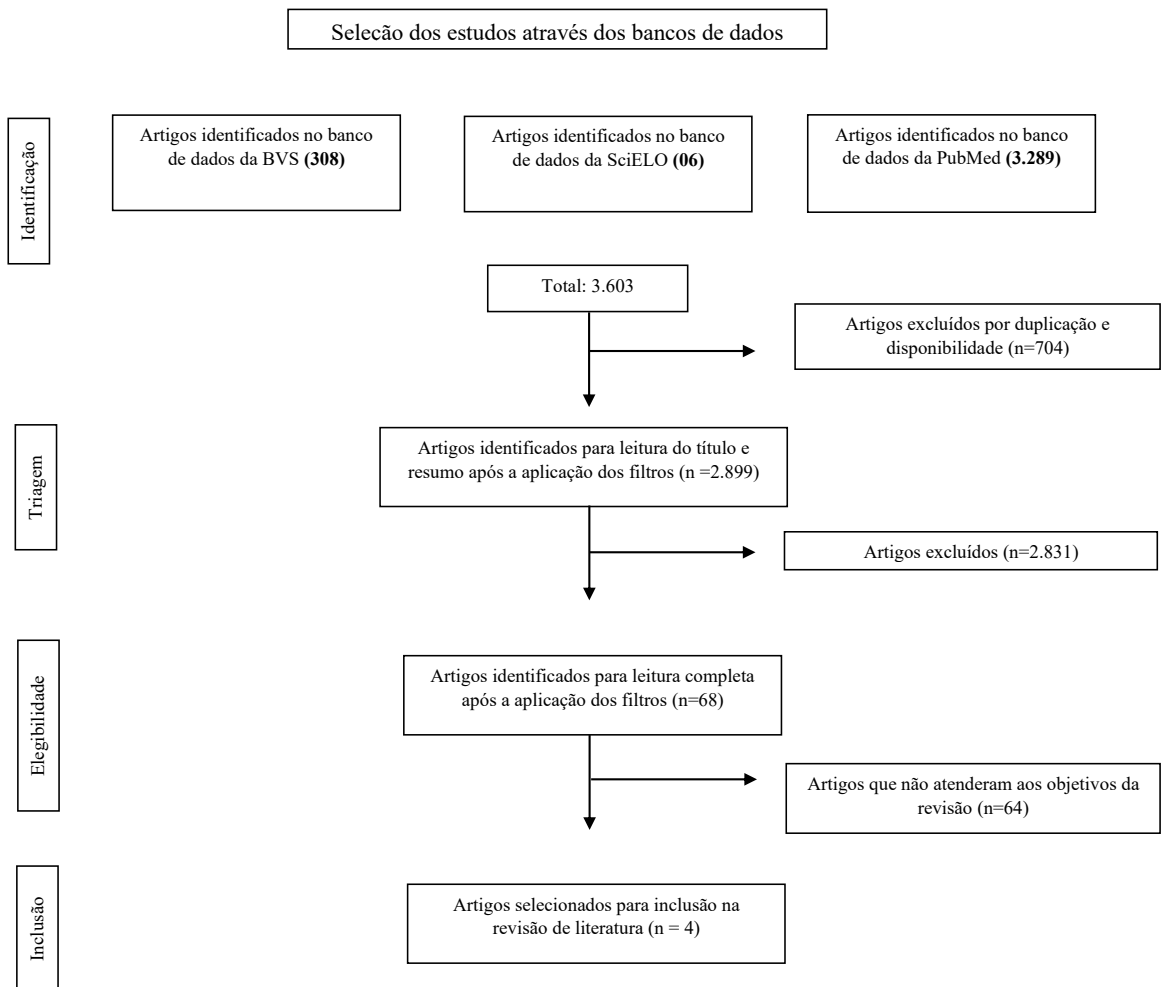 Selecão dos estudos através dos bancos de dados
Identificação
Artigos identificados no banco
de dados da BVS (308)
Artigos identificados no banco
de dados da SciELO (06)
Artigos identificados no banco
de dados da PubMed (3.289)
Total: 3.603
Artigos excluídos por duplicação e
disponibilidade (n=704)
Triagem
Artigos identificados para leitura do título e
resumo após a aplicação dos filtros (n =2.899)
Artigos excluídos (n=2.831)
Elegibilidade
Artigos identificados para leitura completa
após a aplicação dos filtros (n=68)
Artigos que não atenderam aos objetivos da
revisão (n=64)
Inclusão
Artigos selecionados para inclusão na
revisão de literatura (n = 4)